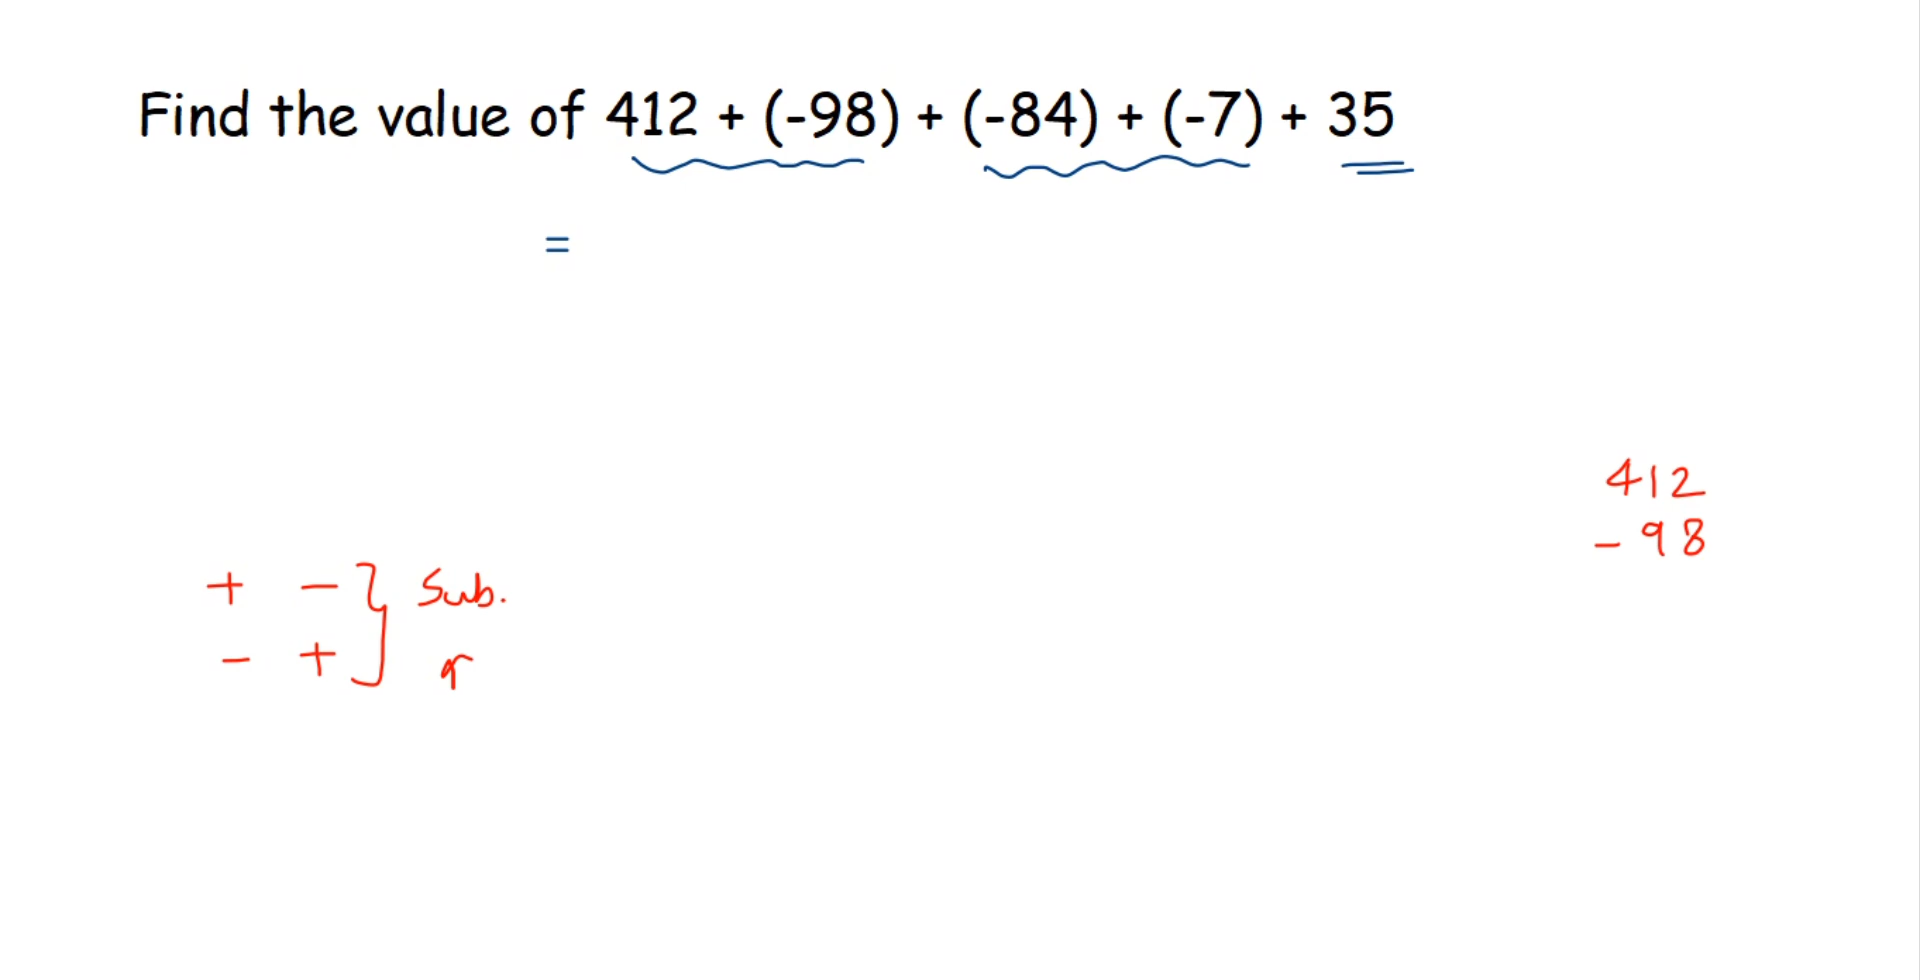 Find the value of 412 + (-98) + (-84) + (-7) + 35
=
412
- 98
+ - } Sub.
- +